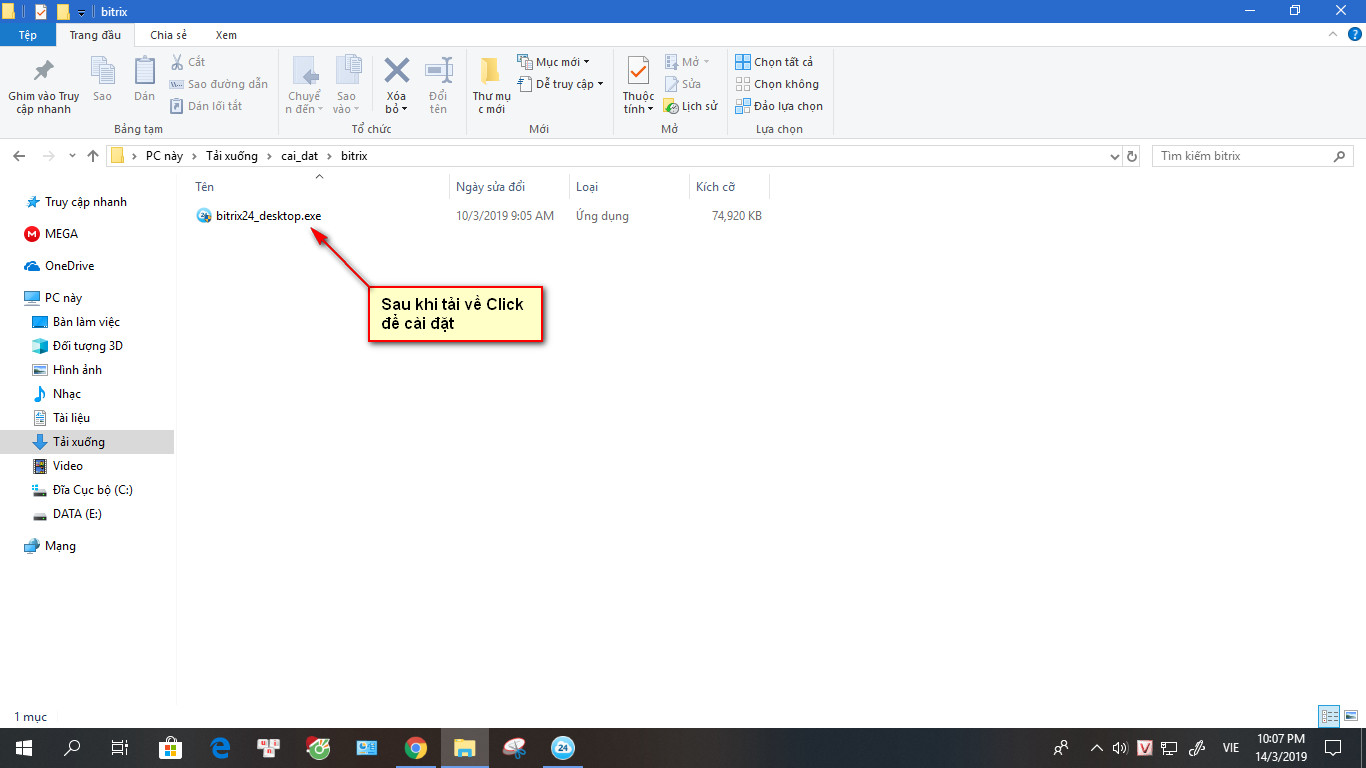 bitrix
Tệp
Trang đầu
Chia sẻ
Xem
Ghim vào Truy
cập nhanh
Sao
Dán
Cắt
Sao đường dẫn
Dán lối tắt
Bảng tạm
Chuyể
n đến
Sao
vào
Xóa
bỏ
Đổi
tên
Tổ chức
Thư mụ
c mới
Mục mới
Dễ truy cập
Mới
Thuộc
tính
Mở
Sửa
Lịch sử
Mở
Chọn tất cả
Chọn không
Đảo lựa chọn
Lựa chọn
PC này
Tải xuống
cai_dat
bitrix
Tìm kiếm bitrix
Tên
Ngày sửa đổi
Loại
Kích cỡ
bitrix24_desktop.exe
10/3/2019 9:05 AM
Ứng dụng
74,920 KB
Sau khi tải về Click
để cài đặt
Truy cập nhanh
MEGA
OneDrive
PC này
Bàn làm việc
Đối tượng 3D
Hình ảnh
Nhạc
Tài liệu
Tải xuống
Video
Đĩa Cục bộ (C:)
DATA (E:)
Mạng
1 mục
24
VIE
10:07 PM
14/3/2019